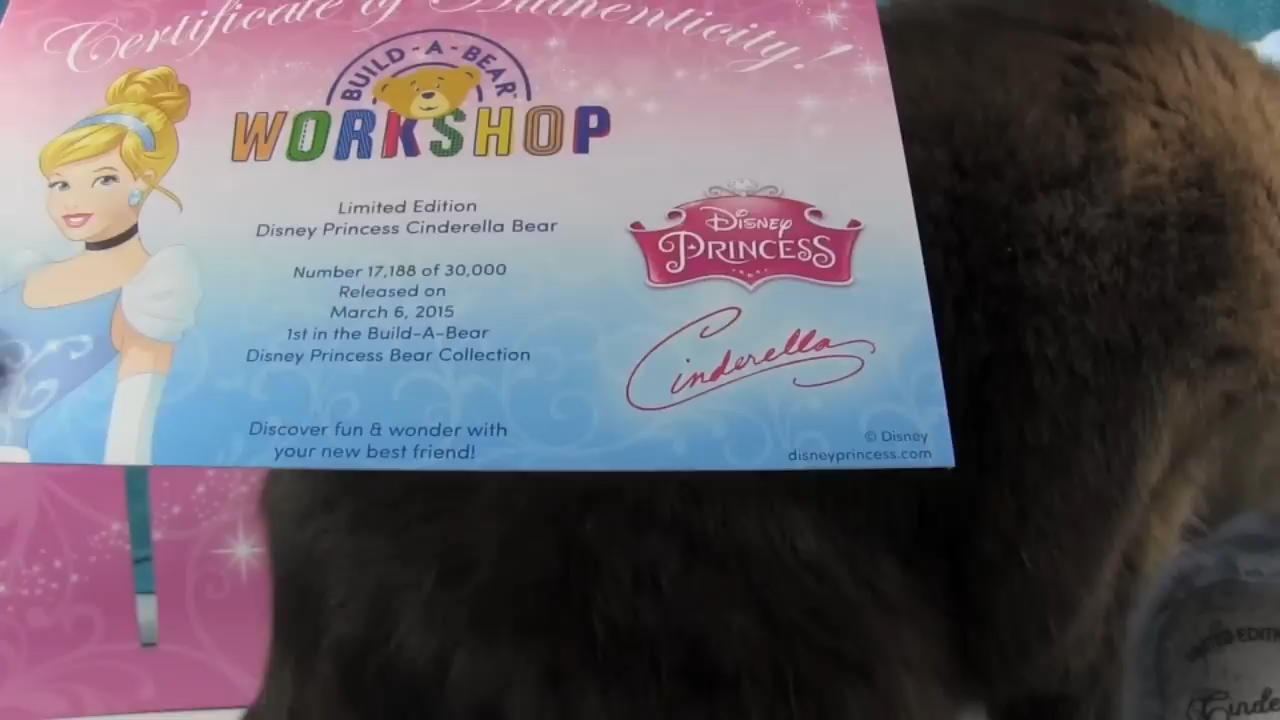 Certificate of Authenticity!
BUILD-A-BEAR
WORKSHOP
Limited Edition
Disney Princess Cinderella Bear
Number 17,188 of 30,000
Released on
March 6, 2015
1st in the Build-A-Bear
Disney Princess Bear Collection
Discover fun & wonder with
your new best friend!
DISNEY
PRINCESS
Cinderella
© Disney
disneyprincess.com